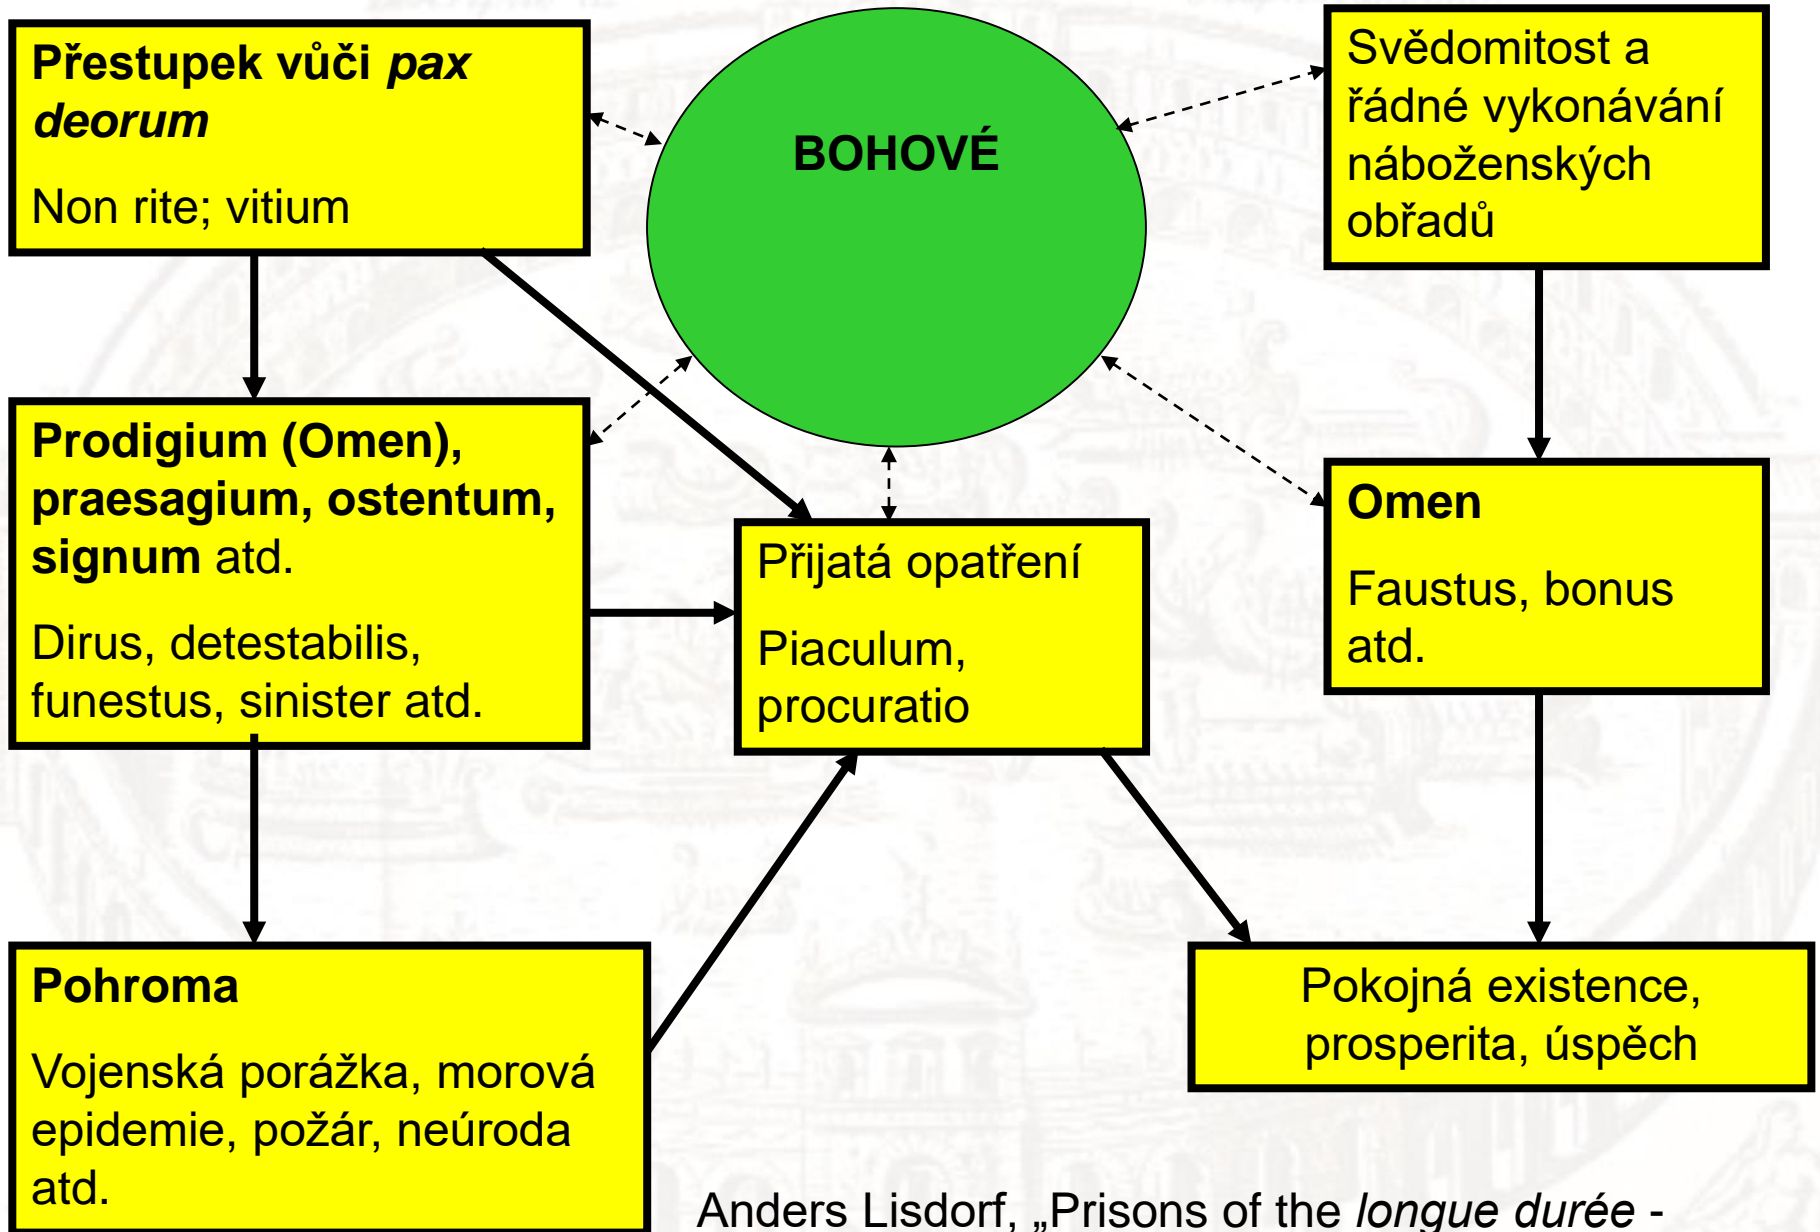 Přestupek vůči pax
deorum
Non rite; vitium
BOHOVÉ
Svědomitost a
řádné vykonávání
náboženských
obřadů
Prodigium (Omen),
praesagium, ostentum,
signum atd.
Dirus, detestabilis,
funestus, sinister atd.
Přijatá opatření
Piaculum,
procuratio
Omen
Faustus, bonus
atd.
Pohroma
Vojenská porážka, morová
epidemie, požár, neúroda
atd.
Pokojná existence,
prosperita, úspěch
Anders Lisdorf, „Prisons of the longue durée -